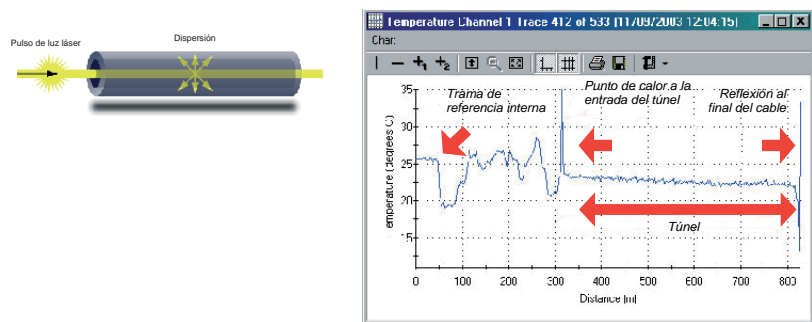 Dispersión
Pulso de luz láser
Temperature Channel 1 Trace 412 of 533 [11/09/2003 12:04:15]
Char:
Trama de
referencia interna
Punto de calor a la
entrada del túnel
Reflexión al
final del cable
Túnel
emperature (degrees C)
35
30
25
20
15
0
100
200
300
400
500
600
700
800
Distance [m]